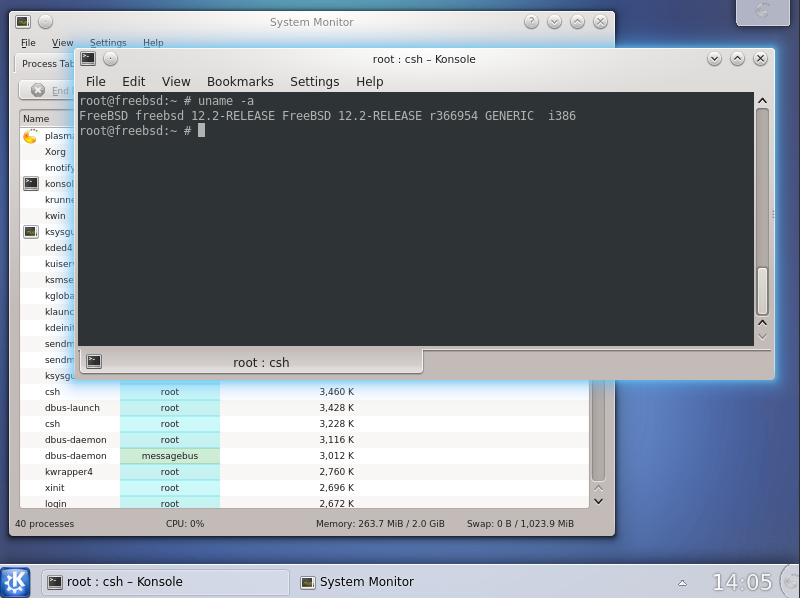 System Monitor
File View Settings Help
Process Tab
End
Name
plasma
Xorg
knotify
konso
krunne
kwin
ksysgu
kded4
kuiser
ksmse
kgloba
klaunc
kdeinit
sendm
sendm
ksysgu
csh root 3,460 K
dbus-launch root 3,428 K
csh root 3,228 K
dbus-daemon root 3,116 K
dbus-daemon messagebus 3,012 K
kwrapper4 root 2,760 K
xinit root 2,696 K
login root 2,672 K
40 processes CPU: 0% Memory: 263.7 MiB / 2.0 GiB Swap: 0 B / 1,023.9 MiB
root : csh – Konsole
File Edit View Bookmarks Settings Help
root@freebsd:~ # uname -a
FreeBSD freebsd 12.2-RELEASE FreeBSD 12.2-RELEASE r366954 GENERIC  i386
root@freebsd:~ #
root : csh
root : csh – Konsole System Monitor 14:05